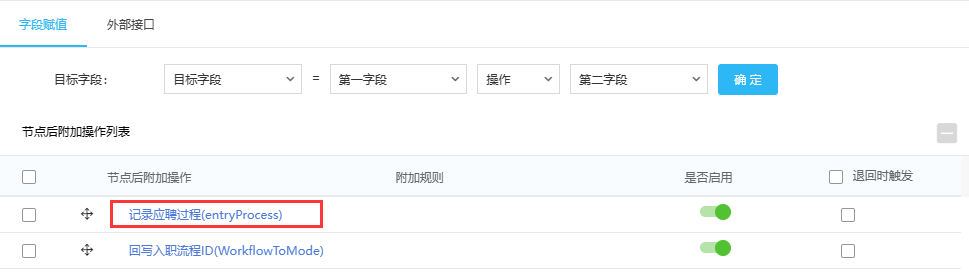 字段赋值 外部接口
目标字段: 目标字段 = 第一字段 操作 第二字段 确 定
节点后附加操作列表
节点后附加操作 附加规则 是否启用 退回时触发
记录应聘过程(entryProcess)
回写入职流程ID(WorkflowToMode)